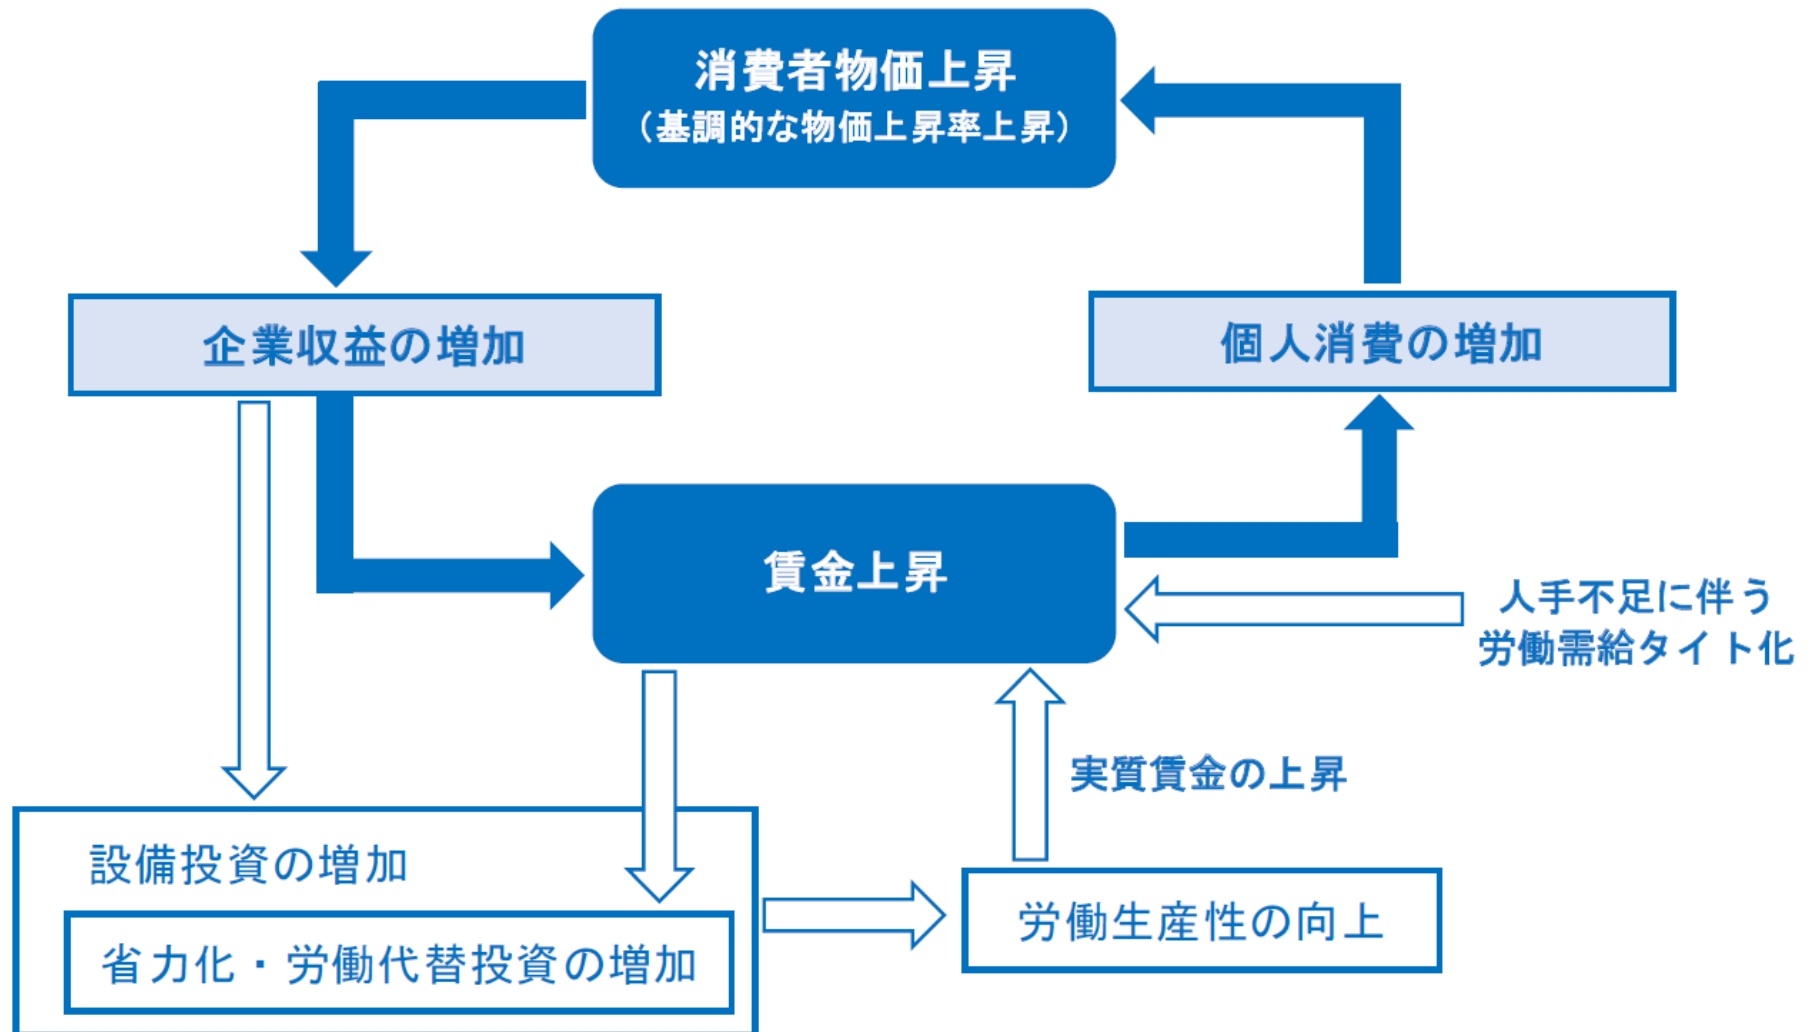 消費者物価上昇
（基調的な物価上昇率上昇）
企業収益の増加
個人消費の増加
賃金上昇
人手不足に伴う
労働需給タイト化
実質賃金の上昇
設備投資の増加
省力化・労働代替投資の増加
労働生産性の向上